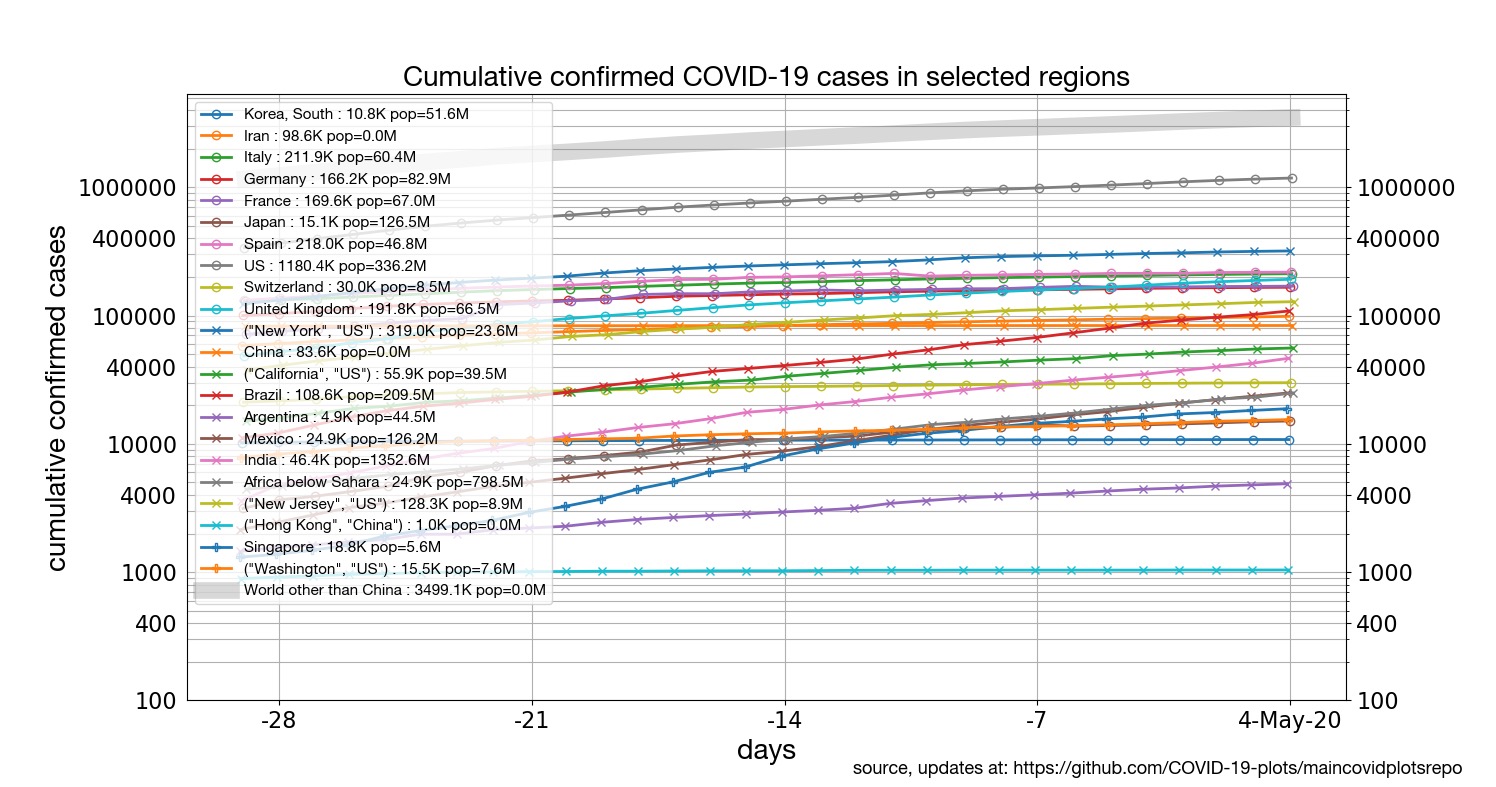 Cumulative confirmed COVID-19 cases in selected regions
cumulative confirmed cases
1000000
400000
100000
40000
10000
4000
1000
400
100
Korea, South : 10.8K pop=51.6M
Iran : 98.6K pop=0.0M
Italy : 211.9K pop=60.4M
Germany : 166.2K pop=82.9M
France : 169.6K pop=67.0M
Japan : 15.1K pop=126.5M
Spain : 218.0K pop=46.8M
US : 1180.4K pop=336.2M
Switzerland : 30.0K pop=8.5M
United Kingdom : 191.8K pop=66.5M
("New York", "US") : 319.0K pop=23.6M
China : 83.6K pop=0.0M
("California", "US") : 55.9K pop=39.5M
Brazil : 108.6K pop=209.5M
Argentina : 4.9K pop=44.5M
Mexico : 24.9K pop=126.2M
India : 46.4K pop=1352.6M
Africa below Sahara : 24.9K pop=798.5M
("New Jersey", "US") : 128.3K pop=8.9M
("Hong Kong", "China") : 1.0K pop=0.0M
Singapore : 18.8K pop=5.6M
("Washington", "US") : 15.5K pop=7.6M
World other than China : 3499.1K pop=0.0M
1000000
400000
100000
40000
10000
4000
1000
400
100
-28 -21 -14 -7 4-May-20
days
source, updates at: https://github.com/COVID-19-plots/maincovidplotsrepo